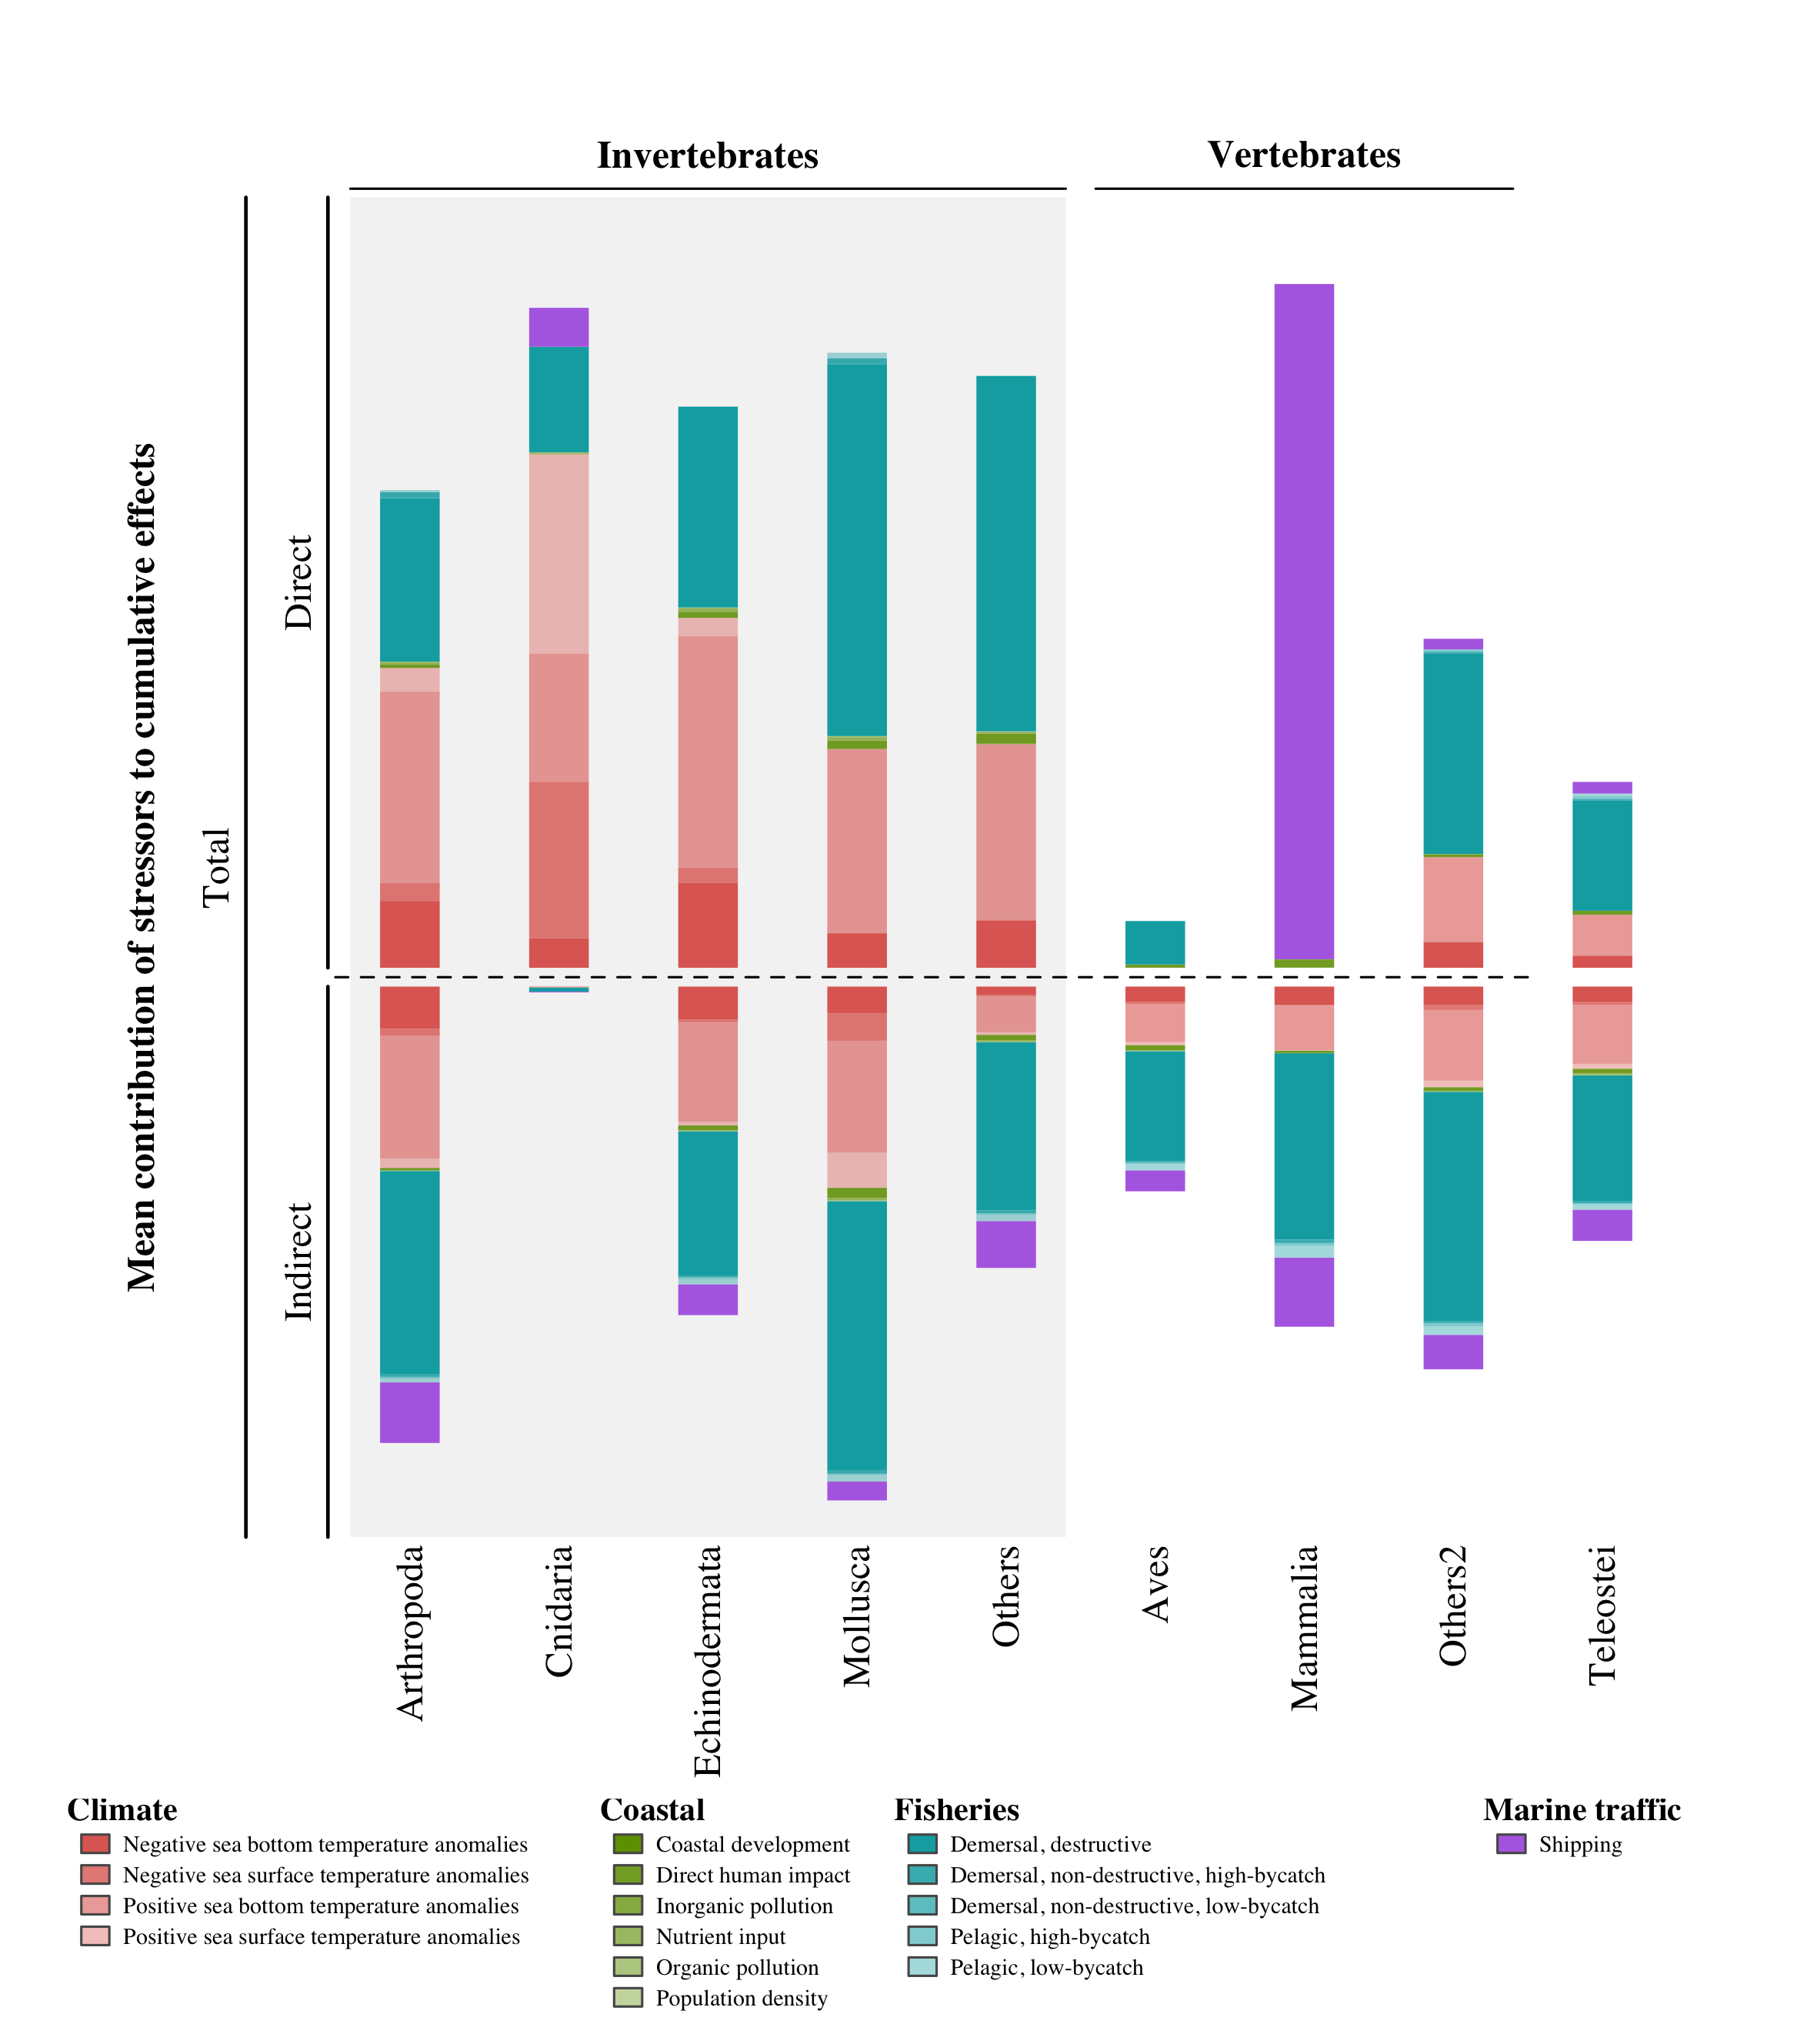 Invertebrates
Vertebrates
Mean contribution of stressors to cumulative effects
Total
Direct
Indirect
Arthropoda
Cnidaria
Echinodermata
Mollusca
Others
Aves
Mammalia
Others2
Teleostei
Climate
Negative sea bottom temperature anomalies
Negative sea surface temperature anomalies
Positive sea bottom temperature anomalies
Positive sea surface temperature anomalies
Coastal
Coastal development
Direct human impact
Inorganic pollution
Nutrient input
Organic pollution
Population density
Fisheries
Demersal, destructive
Demersal, non-destructive, high-bycatch
Demersal, non-destructive, low-bycatch
Pelagic, high-bycatch
Pelagic, low-bycatch
Marine traffic
Shipping